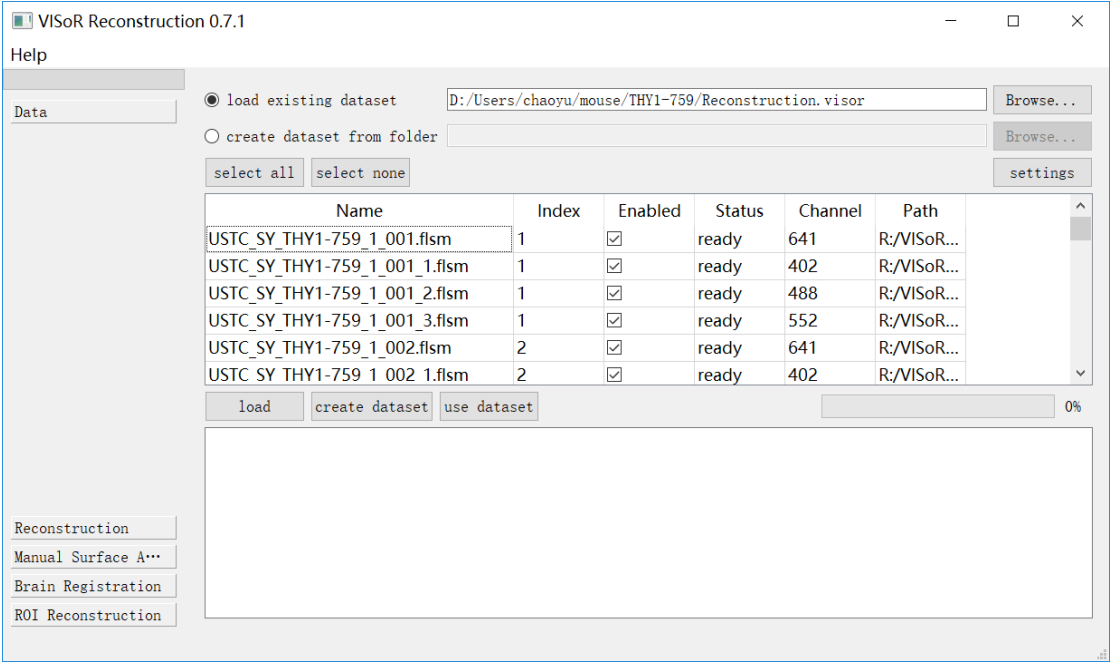 VISoR Reconstruction 0.7.1
Help
Data
load existing dataset D:/Users/chaoyu/mouse/THY1-759/Reconstruction.visor Browse...
create dataset from folder Browse...
select all select none settings
Name Index Enabled Status Channel Path
USTC_SY_THY1-759_1_001.flsm 1 ready 641 R:/VISoR...
USTC_SY_THY1-759_1_001_1.flsm 1 ready 402 R:/VISoR...
USTC_SY_THY1-759_1_001_2.flsm 1 ready 488 R:/VISoR...
USTC_SY_THY1-759_1_001_3.flsm 1 ready 552 R:/VISoR...
USTC_SY_THY1-759_1_002.flsm 2 ready 641 R:/VISoR...
USTC_SY_THY1-759_1_002_1.flsm 2 ready 402 R:/VISoR...
load create dataset use dataset 0%
Reconstruction
Manual Surface A…
Brain Registration
ROI Reconstruction